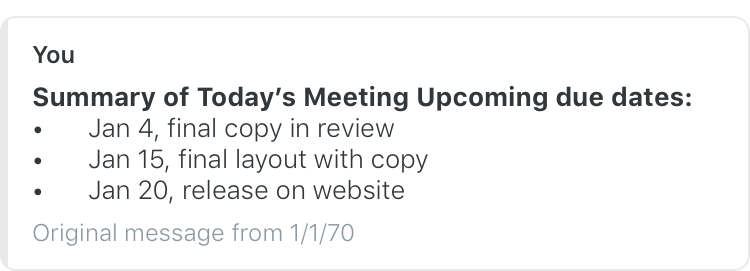 You
Summary of Today’s Meeting Upcoming due dates:
• Jan 4, final copy in review
• Jan 15, final layout with copy
• Jan 20, release on website
Original message from 1/1/70